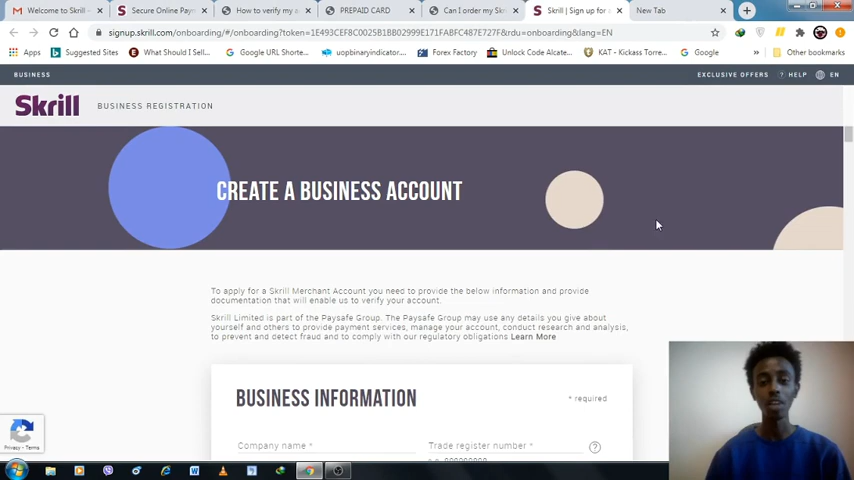 Welcome to Skrill -
Secure Online Pay
How to verify my a
PREPAID CARD
Can I order my Sk
Skrill | Sign up for a
New Tab
signup.skrill.com/onboarding/#/onboarding?token=1E493CEF8C0025B1BB02999E171FABFC487E727F&rdu=onboarding&lang=EN
Apps
Suggested Sites
What Should I Sell...
Google URL Shorte...
uopbinaryindicator...
Forex Factory
Unlock Code Alcate...
KAT - Kickass Torre...
Google
Other bookmarks
BUSINESS
EXCLUSIVE OFFERS
? HELP
EN
Skrill
BUSINESS REGISTRATION
CREATE A BUSINESS ACCOUNT
To apply for a Skrill Merchant Account you need to provide the below information and provide
documentation that will enable us to verify your account.
Skrill Limited is part of the Paysafe Group. The Paysafe Group may use any details you give about
yourself and others to provide payment services, manage your account, conduct research and analysis,
to prevent and detect fraud and to comply with our regulatory obligations Learn More
BUSINESS INFORMATION
* required
Company name *
Trade register number *
?
Privacy - Terms